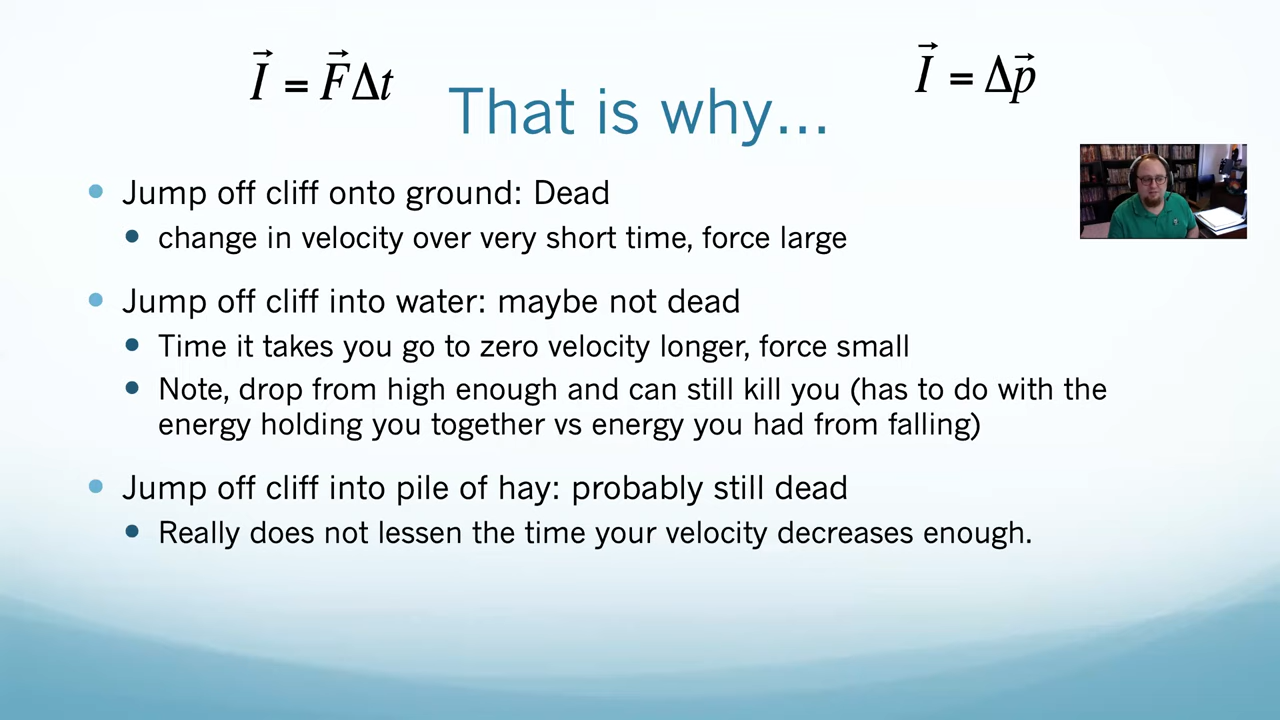 I⃗ = F⃗Δt
I⃗ = Δp⃗
That is why...
Jump off cliff onto ground: Dead
change in velocity over very short time, force large
Jump off cliff into water: maybe not dead
Time it takes you go to zero velocity longer, force small
Note, drop from high enough and can still kill you (has to do with the
energy holding you together vs energy you had from falling)
Jump off cliff into pile of hay: probably still dead
Really does not lessen the time your velocity decreases enough.